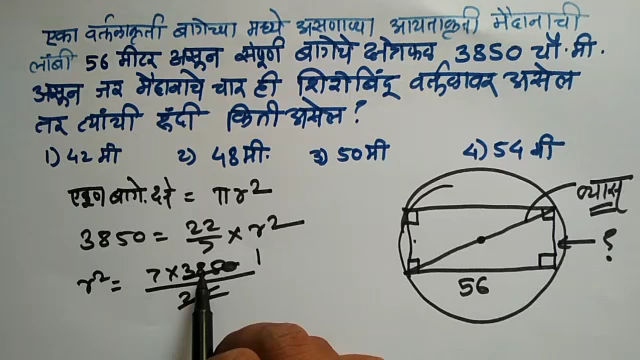 एका वर्तुळाकृती बागेच्या मध्ये असणाऱ्या आयताकृती मैदानाची
लांबी 56 मीटर असून संपूर्ण बागेचे क्षेत्रफळ 3850 चौ.मी.
असून जर मैदानाचे चार ही शिरोबिंदू वर्तुळावर असेल
तर त्यांची रुंदी किती असेल?
1) 42 मी 2) 48 मी. 3) 50 मी 4) 54 मी
एकुण बागे. क्षे = πr²
3850 = 22/7 × r²
r² = 7 × 3850 /
व्यास
?
56